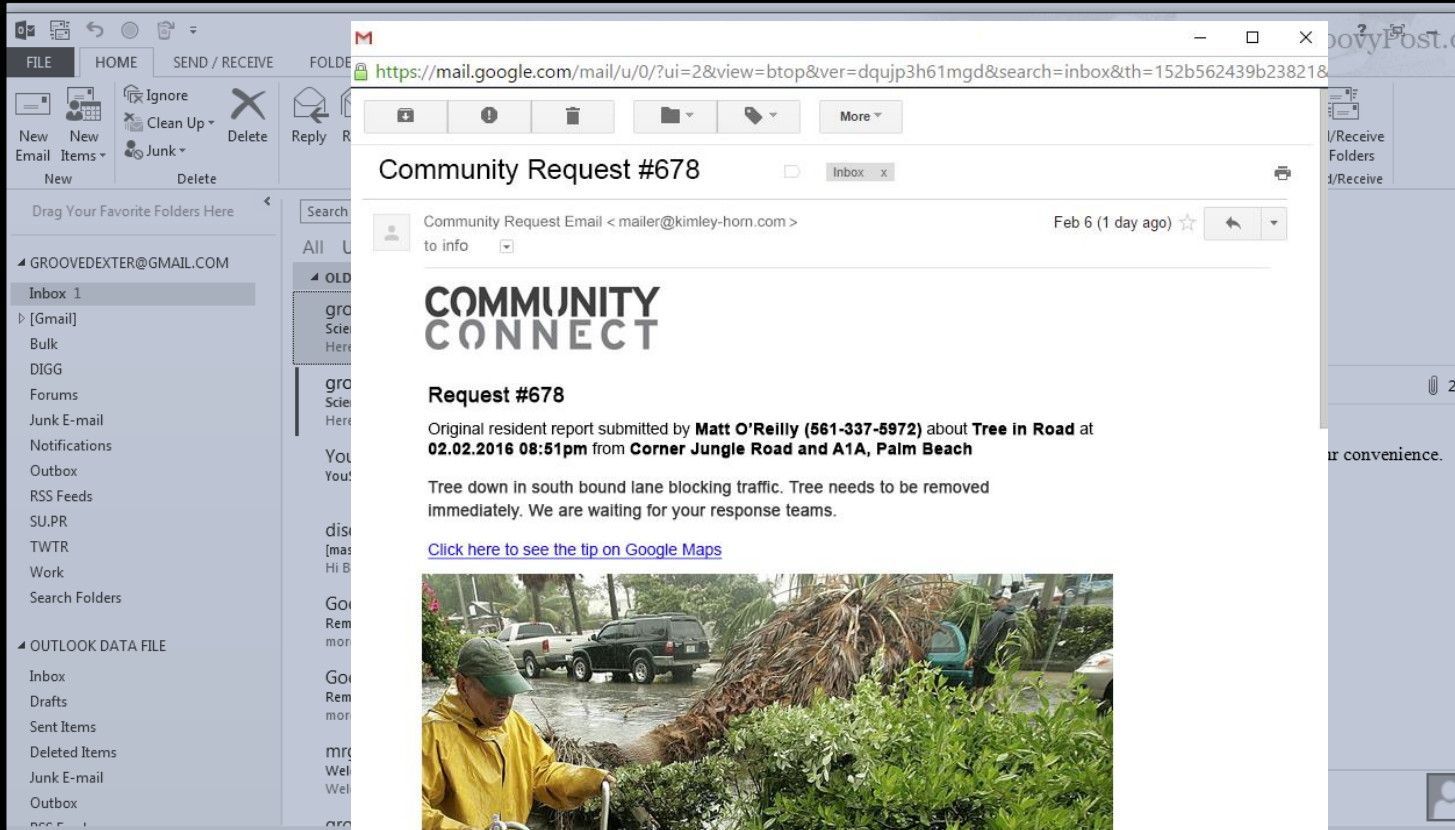 FILE HOME SEND / RECEIVE
Ignore
Clean Up
Junk
Delete
Reply
New Email
New Items
New
Delete
Drag Your Favorite Folders Here
GROOVEDEXTER@GMAIL.COM
Inbox 1
[Gmail]
Bulk
DIGG
Forums
Junk E-mail
Notifications
Outbox
RSS Feeds
SU.PR
TWTR
Work
Search Folders
OUTLOOK DATA FILE
Inbox
Drafts
Sent Items
Deleted Items
Junk E-mail
Outbox
Search
All
https://mail.google.com/mail/u/0/?ui=2&view=btop&ver=dqujp3h61mgd&search=inbox&th=152b562439b23821&
More
Community Request #678
Inbox x
Community Request Email < mailer@kimley-horn.com >
Feb 6 (1 day ago)
to info
COMMUNITY
CONNECT
Request #678
Original resident report submitted by Matt O'Reilly (561-337-5972) about Tree in Road at
02.02.2016 08:51pm from Corner Jungle Road and A1A, Palm Beach
Tree down in south bound lane blocking traffic. Tree needs to be removed
immediately. We are waiting for your response teams.
Click here to see the tip on Google Maps
/Receive
Folders
/Receive
2
convenience.